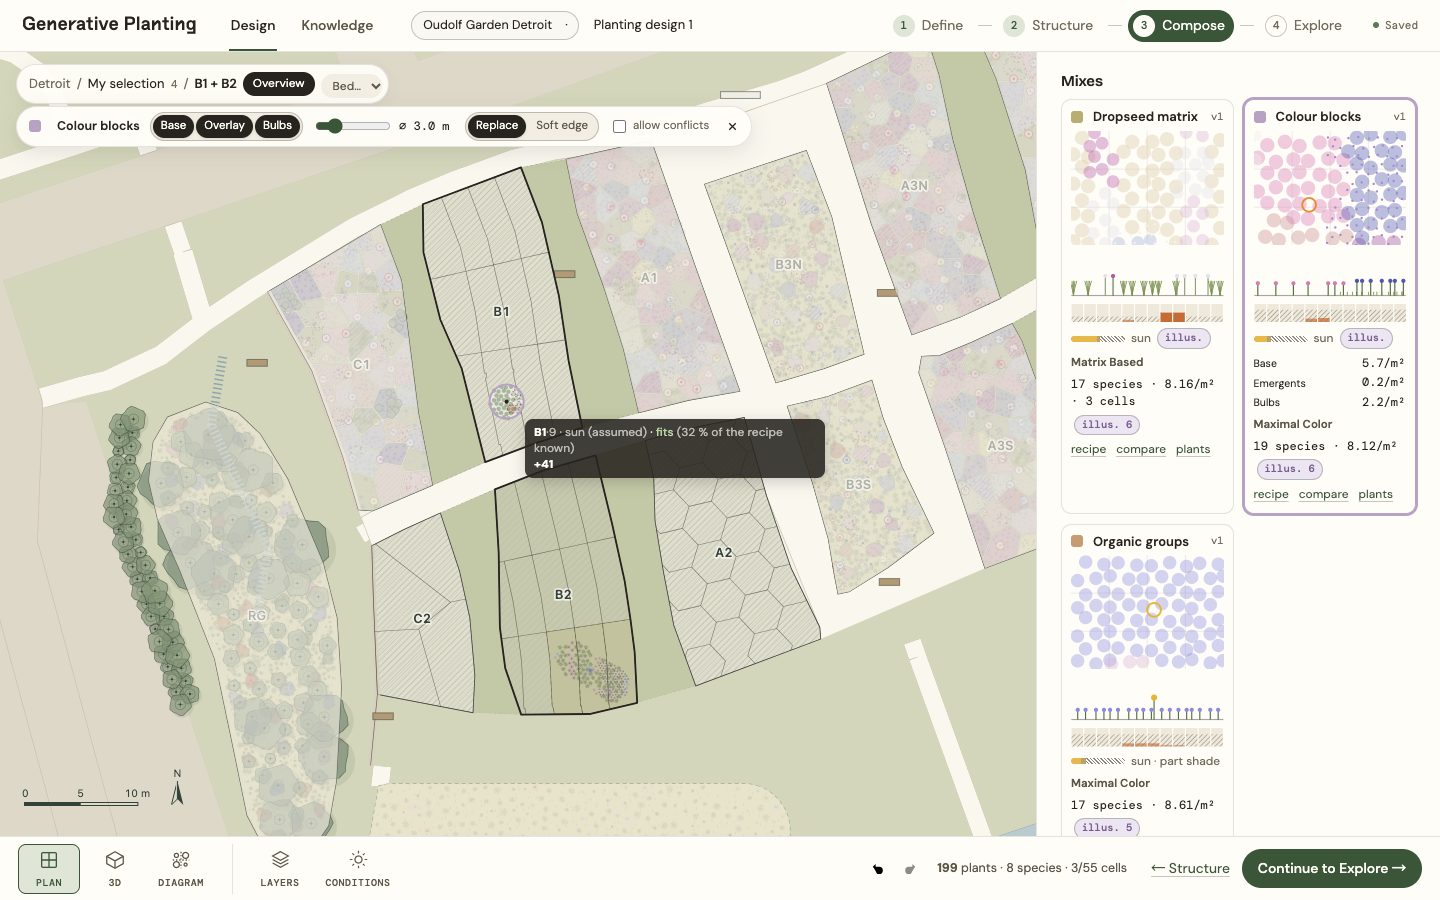 Generative Planting
Design
Knowledge
Oudolf Garden Detroit ·
Planting design 1
1 Define
2 Structure
3 Compose
4 Explore
Saved
Detroit / My selection 4 / B1 + B2
Overview
Bed...
Colour blocks
Base
Overlay
Bulbs
⌀ 3.0 m
Replace
Soft edge
allow conflicts
×
A3N
B3N
A1
B1
C1
B1·9 · sun (assumed) · fits (32 % of the recipe known)
+41
A3S
B3S
A2
B2
C2
RG
0 5 10 m
N
Mixes
Dropseed matrix v1
sun illus.
Matrix Based
17 species · 8.16/m²
· 3 cells
illus. 6
recipe compare plants
Colour blocks v1
sun illus.
Base 5.7/m²
Emergents 0.2/m²
Bulbs 2.2/m²
Maximal Color
19 species · 8.12/m²
illus. 6
recipe compare plants
Organic groups v1
sun · part shade
Maximal Color
17 species · 8.61/m²
illus. 5
PLAN
3D
DIAGRAM
LAYERS
CONDITIONS
199 plants · 8 species · 3/55 cells
← Structure
Continue to Explore →